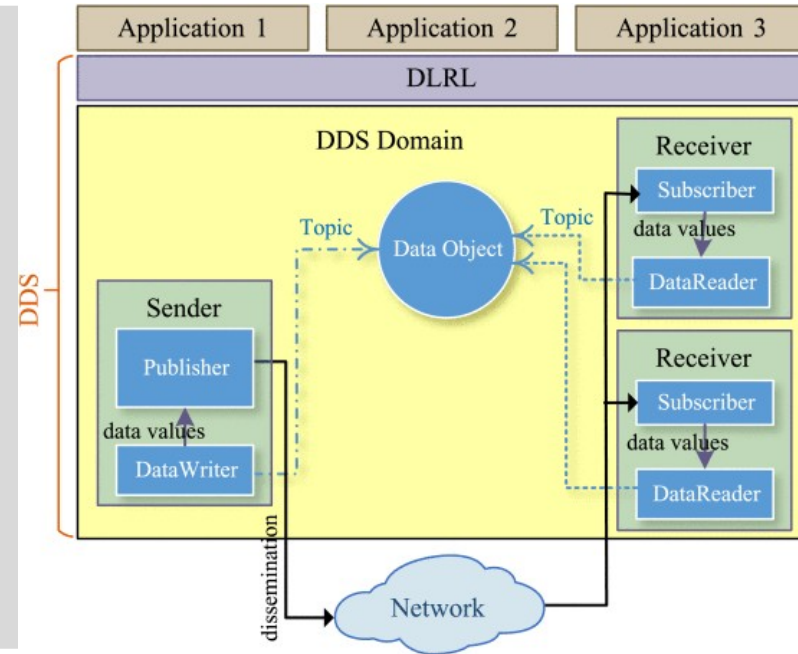 Application 1
Application 2
Application 3
DLRL
DDS Domain
DDS
Topic
Data Object
Topic
Receiver
Subscriber
data values
DataReader
Sender
Publisher
data values
DataWriter
Receiver
Subscriber
data values
DataReader
dissemination
Network